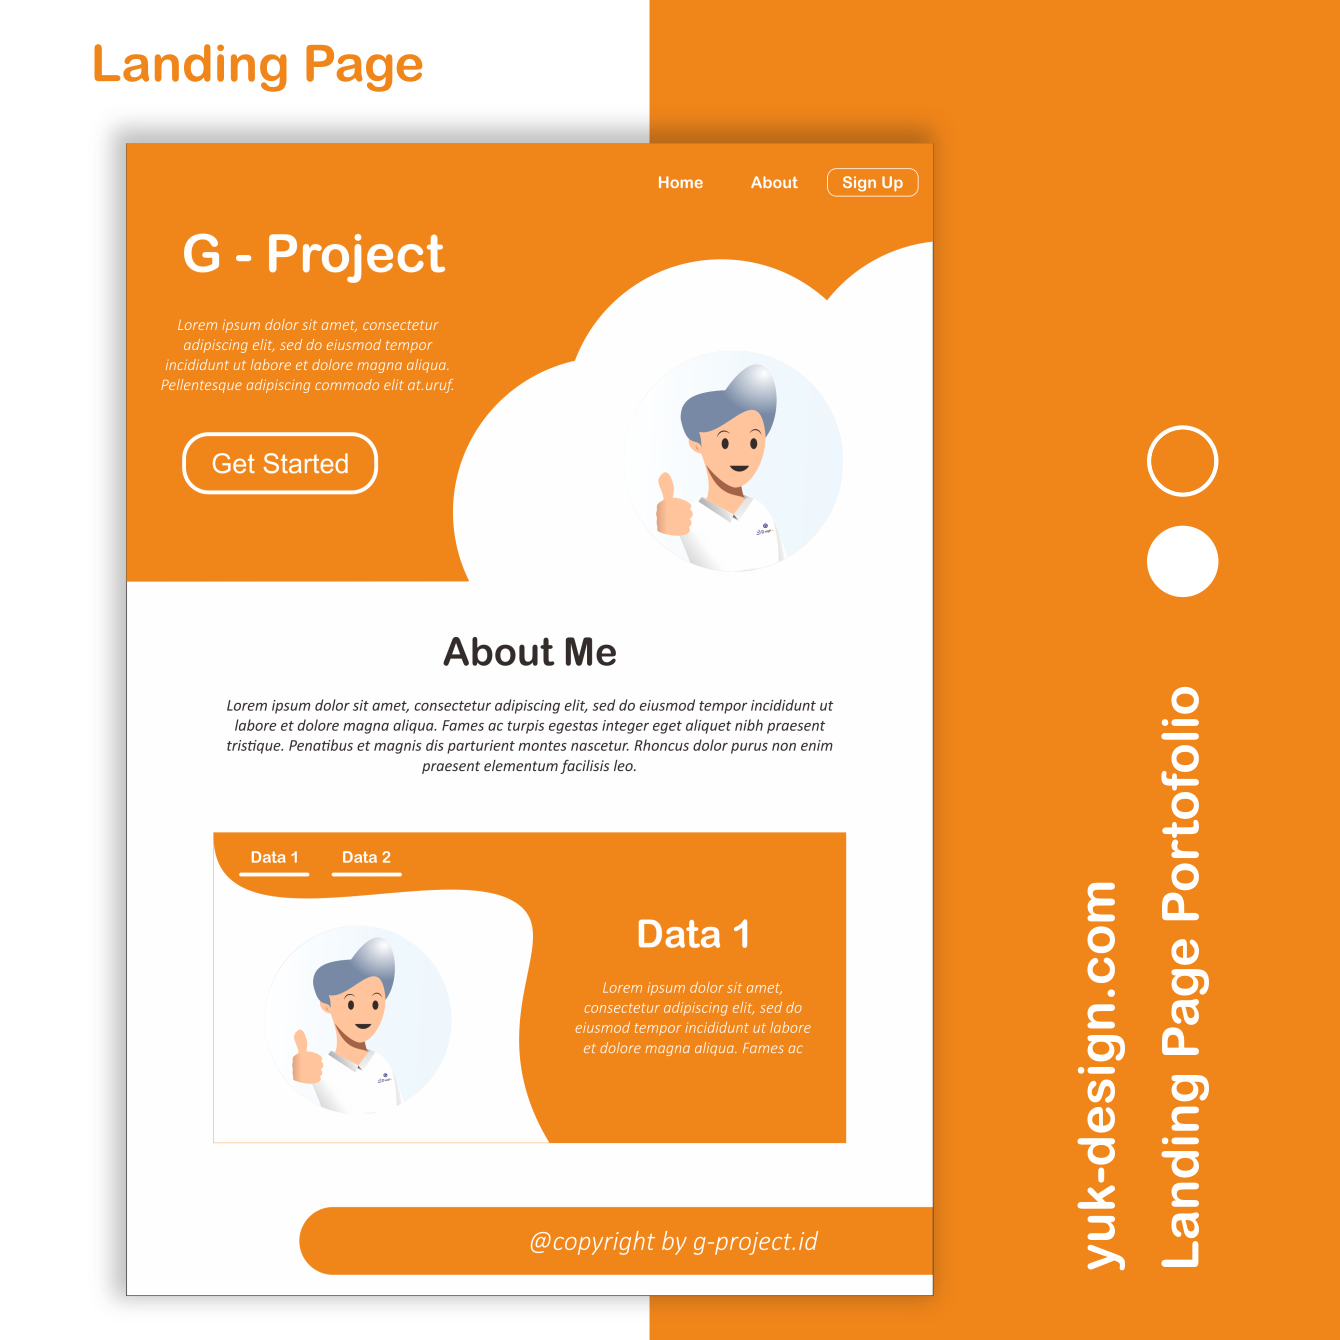 Landing Page
Home About Sign Up
G - Project
Lorem ipsum dolor sit amet, consectetur
adipiscing elit, sed do eiusmod tempor
incididunt ut labore et dolore magna aliqua.
Pellentesque adipiscing commodo elit at.uruf.
Get Started
About Me
Lorem ipsum dolor sit amet, consectetur adipiscing elit, sed do eiusmod tempor incididunt ut
labore et dolore magna aliqua. Fames ac turpis egestas integer eget aliquet nibh praesent
tristique. Penatibus et magnis dis parturient montes nascetur. Rhoncus dolor purus non enim
praesent elementum facilisis leo.
Data 1 Data 2
Data 1
Lorem ipsum dolor sit amet,
consectetur adipiscing elit, sed do
eiusmod tempor incididunt ut labore
et dolore magna aliqua. Fames ac
@copyright by g-project.id
yuk-design.com
Landing Page Portofolio